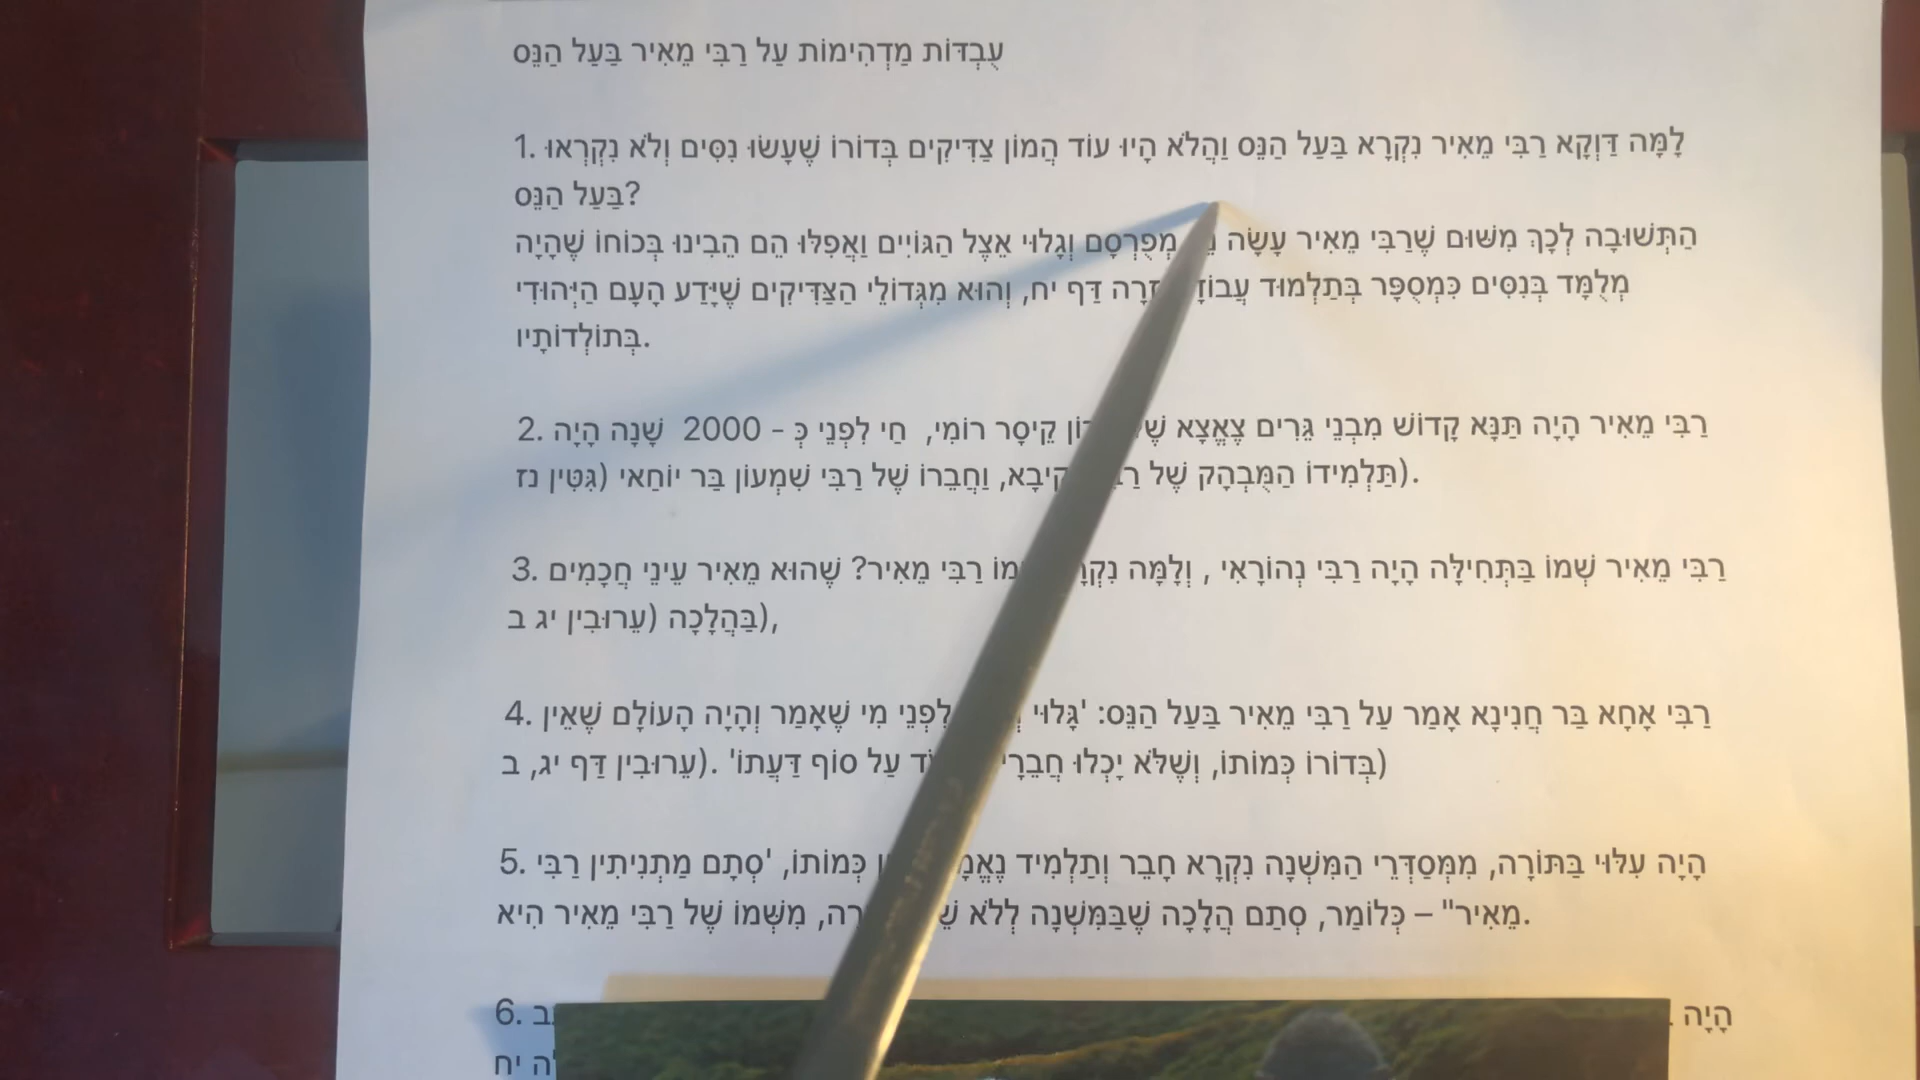 עֻבְדּוֹת מַדְהִימוֹת עַל רַבִּי מֵאִיר בַּעַל הַנֵּס
1. לָמָּה דַּוְקָא רַבִּי מֵאִיר נִקְרָא בַּעַל הַנֵּס וַהֲלֹא הָיוּ עוֹד הֲמוֹן צַדִּיקִים בְּדוֹרוֹ שֶׁעָשׂוּ נִסִּים וְלֹא נִקְרְאוּ
בַּעַל הַנֵּס?
הַתְּשׁוּבָה לְכָךְ מִשּׁוּם שֶׁרַבִּי מֵאִיר עָשָׂה מְפֻרְסָם וְגָלוּי אֵצֶל הַגּוֹיִים וַאֲפִלּוּ הֵם הֵבִינוּ בְּכוֹחוֹ שֶׁהָיָה
מְלֻמָּד בְּנִסִּים כִּמְסֻפָּר בְּתַלְמוּד דַּף יח, וְהוּא מִגְּדוֹלֵי הַצַּדִּיקִים שֶׁיָּדַע הָעָם הַיְּהוּדִי
בְּתוֹלְדוֹתָיו.
2. רַבִּי מֵאִיר הָיָה תַּנָּא קָדוֹשׁ מִבְנֵי גֵּרִים צֶאֱצָא קֵיסָר רוֹמִי, חַי לִפְנֵי כְּ - 2000 שָׁנָה הָיָה
תַּלְמִידוֹ הַמֻּבְהָק שֶׁל וַחֲבֵרוֹ שֶׁל רַבִּי שִׁמְעוֹן בַּר יוֹחַאי (גִּטִּין נז).
3. רַבִּי מֵאִיר שְׁמוֹ בַּתְּחִילָּה הָיָה רַבִּי נְהוֹרָאִי , וְלָמָּה רַבִּי מֵאִיר? שֶׁהוּא מֵאִיר עֵינֵי חֲכָמִים
בַּהֲלָכָה (עֵרוּבִין יג ב),
4. רַבִּי אָחָא בַּר חֲנִינָא אָמַר עַל רַבִּי מֵאִיר בַּעַל הַנֵּס: 'גָּלוּי לִפְנֵי מִי שֶׁאָמַר וְהָיָה הָעוֹלָם שֶׁאֵין
בְּדוֹרוֹ כְּמוֹתוֹ, וְשֶׁלֹּא יָכְלוּ עַל סוֹף דַּעְתּוֹ'. (עֵרוּבִין דַּף יג, ב)
5. הָיָה עִלּוּי בַּתּוֹרָה, מִמְּסַדְּרֵי הַמִּשְׁנָה נִקְרָא חָבֵר וְתַלְמִיד כְּמוֹתוֹ, 'סְתָם מַתְנִיתִין רַבִּי
מֵאִיר" – כְּלוֹמַר, סְתַם הֲלָכָה שֶׁבַּמִּשְׁנָה לְלֹא מִשְּׁמוֹ שֶׁל רַבִּי מֵאִיר הִיא.
6. הָיָה
יח